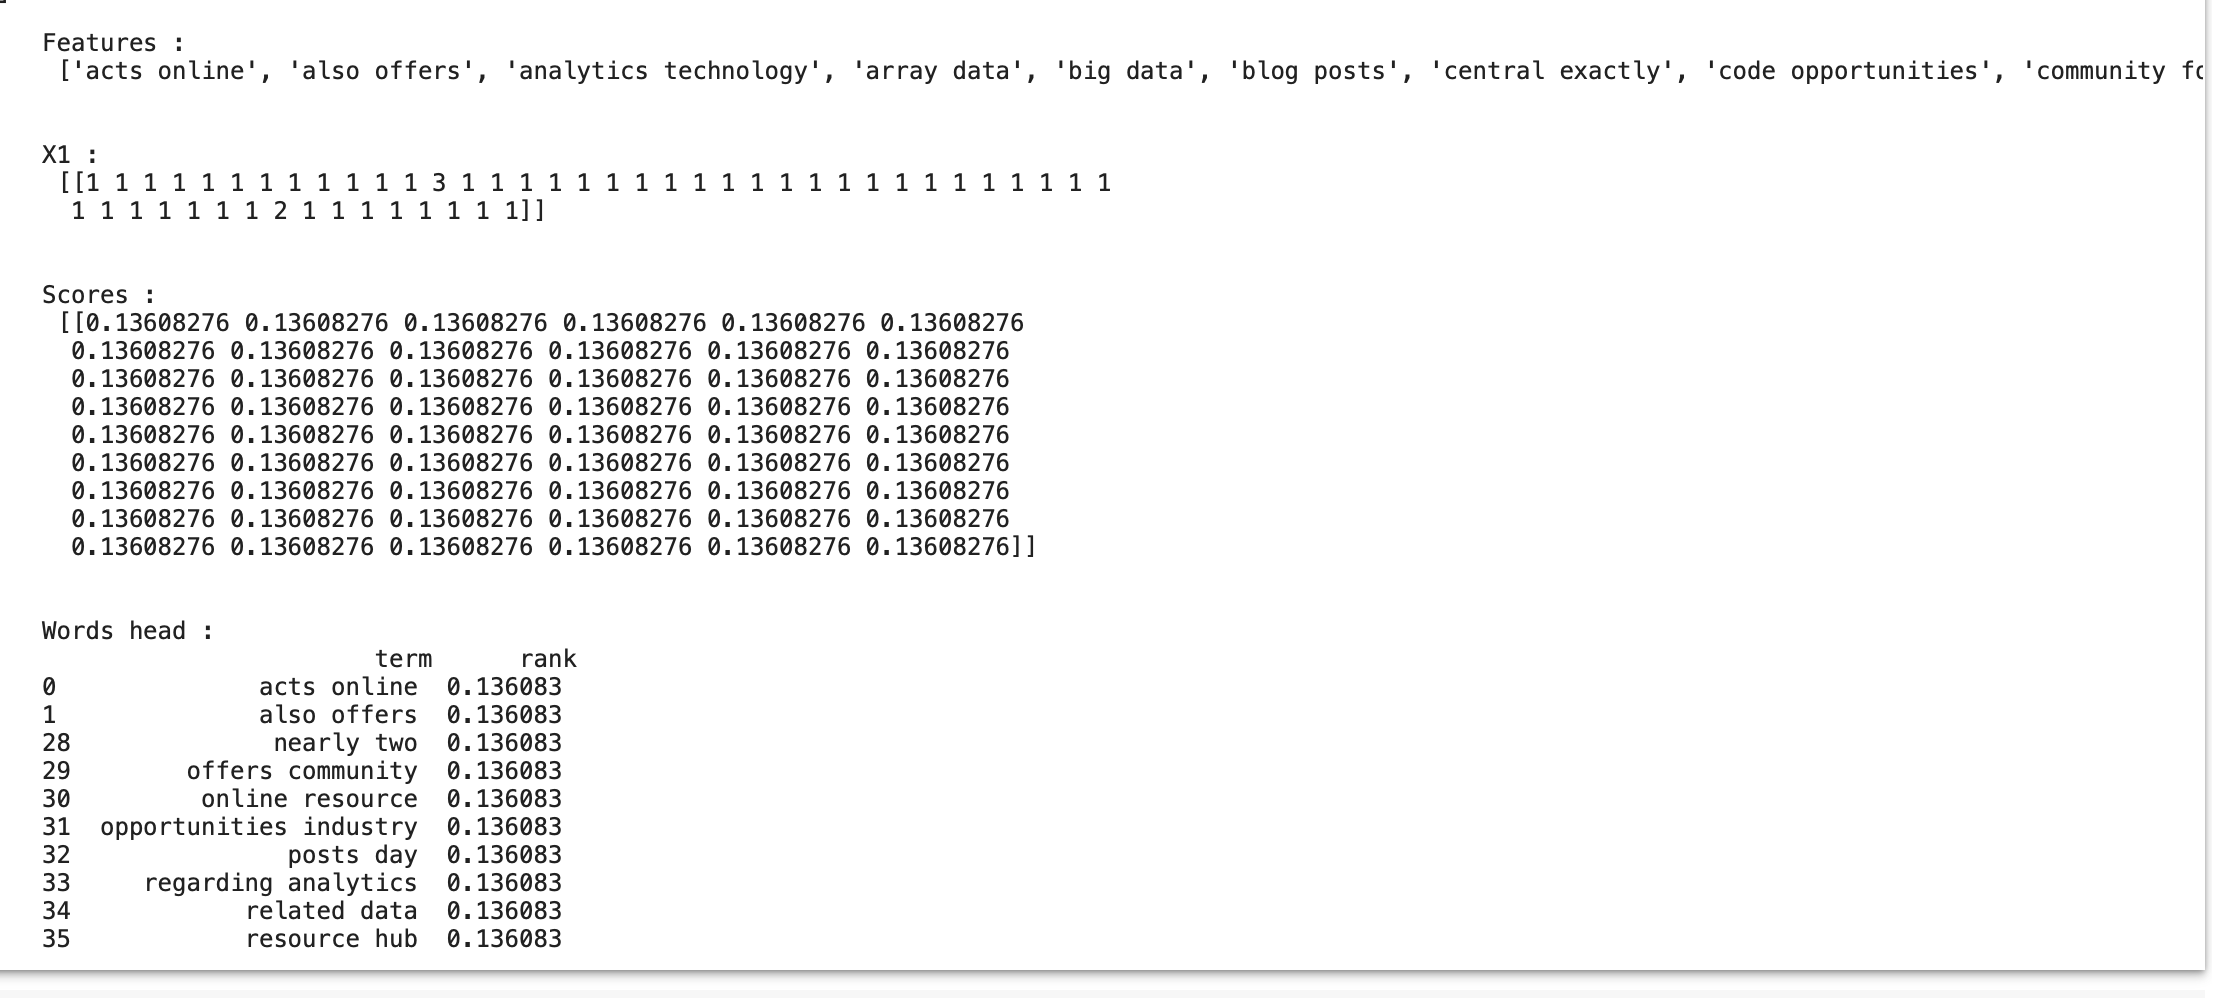 Features :
['acts online', 'also offers', 'analytics technology', 'array data', 'big data', 'blog posts', 'central exactly', 'code opportunities', 'community
X1 :
[[1 1 1 1 1 1 1 1 1 1 1 1 3 1 1 1 1 1 1 1 1 1 1 1 1 1 1 1 1 1 1 1 1 1 1 1
1 1 1 1 1 1 1 2 1 1 1 1 1 1 1 1]]
Scores :
[[0.13608276 0.13608276 0.13608276 0.13608276 0.13608276 0.13608276
0.13608276 0.13608276 0.13608276 0.13608276 0.13608276 0.13608276
0.13608276 0.13608276 0.13608276 0.13608276 0.13608276 0.13608276
0.13608276 0.13608276 0.13608276 0.13608276 0.13608276 0.13608276
0.13608276 0.13608276 0.13608276 0.13608276 0.13608276 0.13608276
0.13608276 0.13608276 0.13608276 0.13608276 0.13608276 0.13608276
0.13608276 0.13608276 0.13608276 0.13608276 0.13608276 0.13608276
0.13608276 0.13608276 0.13608276 0.13608276 0.13608276 0.13608276
0.13608276 0.13608276 0.13608276 0.13608276 0.13608276 0.13608276]]
Words head :
term rank
0 acts online 0.136083
1 also offers 0.136083
28 nearly two 0.136083
29 offers community 0.136083
30 online resource 0.136083
31 opportunities industry 0.136083
32 posts day 0.136083
33 regarding analytics 0.136083
34 related data 0.136083
35 resource hub 0.136083